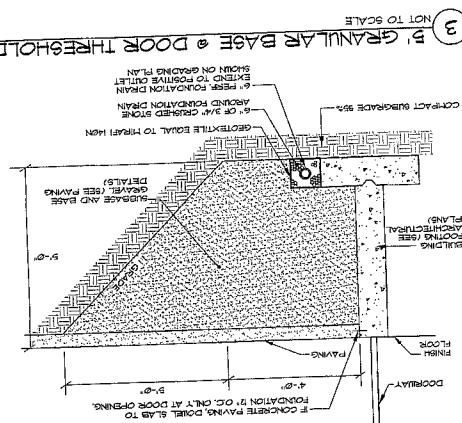 IF CONCRETE PAVING, DOWEL SLAB TO
FOUNDATION 12" O.C. ONLY AT DOOR OPENING.
DOORWAY
4'-0"
5'-0"
FINISH
FLOOR
PAVING
BUILDING
FOOTING (SEE
ARCHITECTURAL
PLANS)
GRADE
5'-0"
SUBBASE AND BASE
GRAVEL (SEE PAVING
DETAILS)
COMPACT SUBGRADE 95%
GEOTEXTILE EQUAL TO MIRAFI 140N
6" OF 3/4" CRUSHED STONE
AROUND FOUNDATION DRAIN
6" PERF. FOUNDATION DRAIN
EXTEND TO POSITIVE OUTLET
SHOWN ON GRADING PLAN
3
5' GRANULAR BASE @ DOOR THRESHOLD
NOT TO SCALE